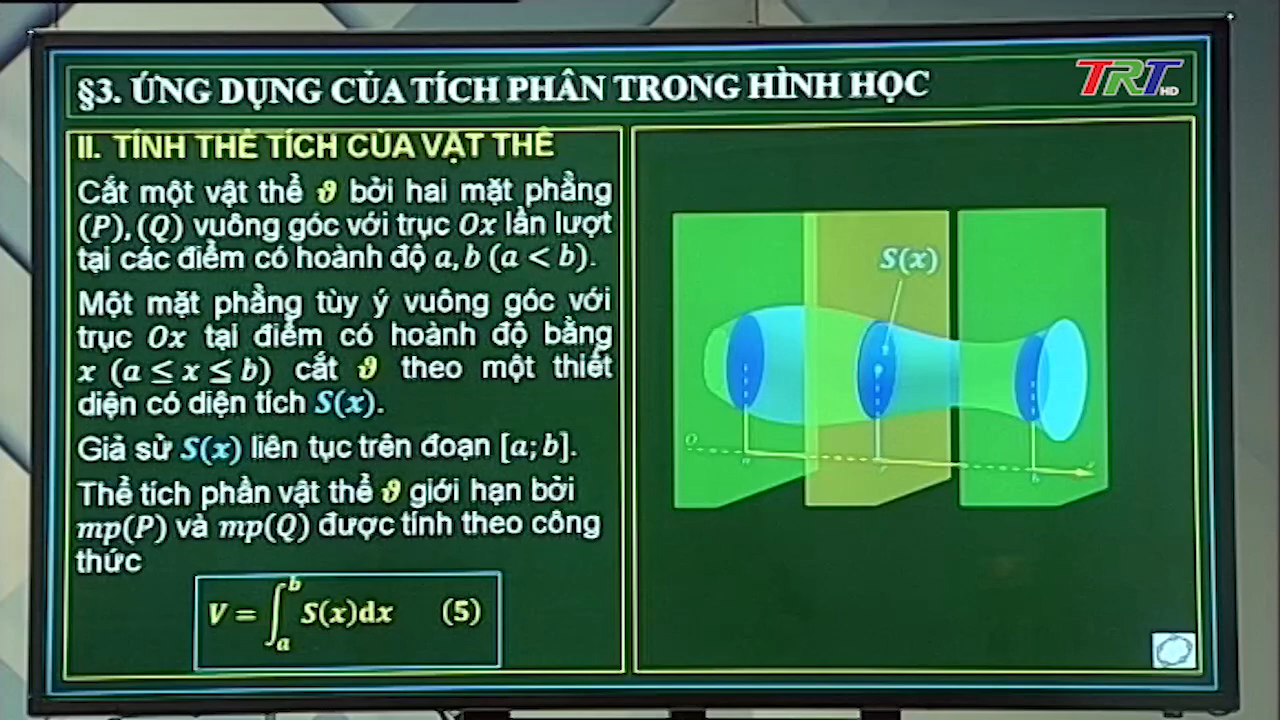 §3. ỨNG DỤNG CỦA TÍCH PHÂN TRONG HÌNH HỌC
TRT HD
II. TÍNH THỂ TÍCH CỦA VẬT THỂ
Cắt một vật thể 𝝑 bởi hai mặt phẳng
(P), (Q) vuông góc với trục Ox lần lượt
tại các điểm có hoành độ a, b (a < b).
Một mặt phẳng tùy ý vuông góc với
trục Ox tại điểm có hoành độ bằng
x (a ≤ x ≤ b) cắt 𝝑 theo một thiết
diện có diện tích S(x).
Giả sử S(x) liên tục trên đoạn [a; b].
Thể tích phần vật thể 𝝑 giới hạn bởi
mp(P) và mp(Q) được tính theo công
thức
V = ∫_a^b S(x)dx (5)
S(x)
O